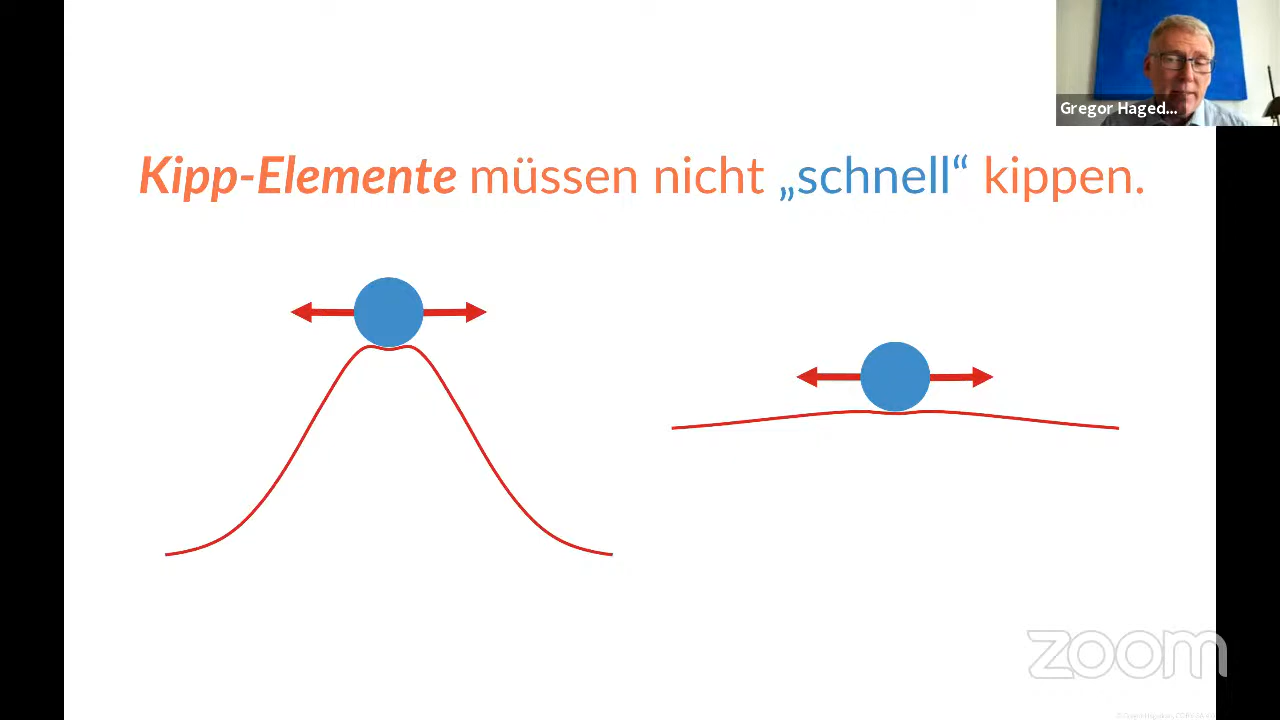 Gregor Haged...
Kipp-Elemente müssen nicht „schnell“ kippen.
zoom